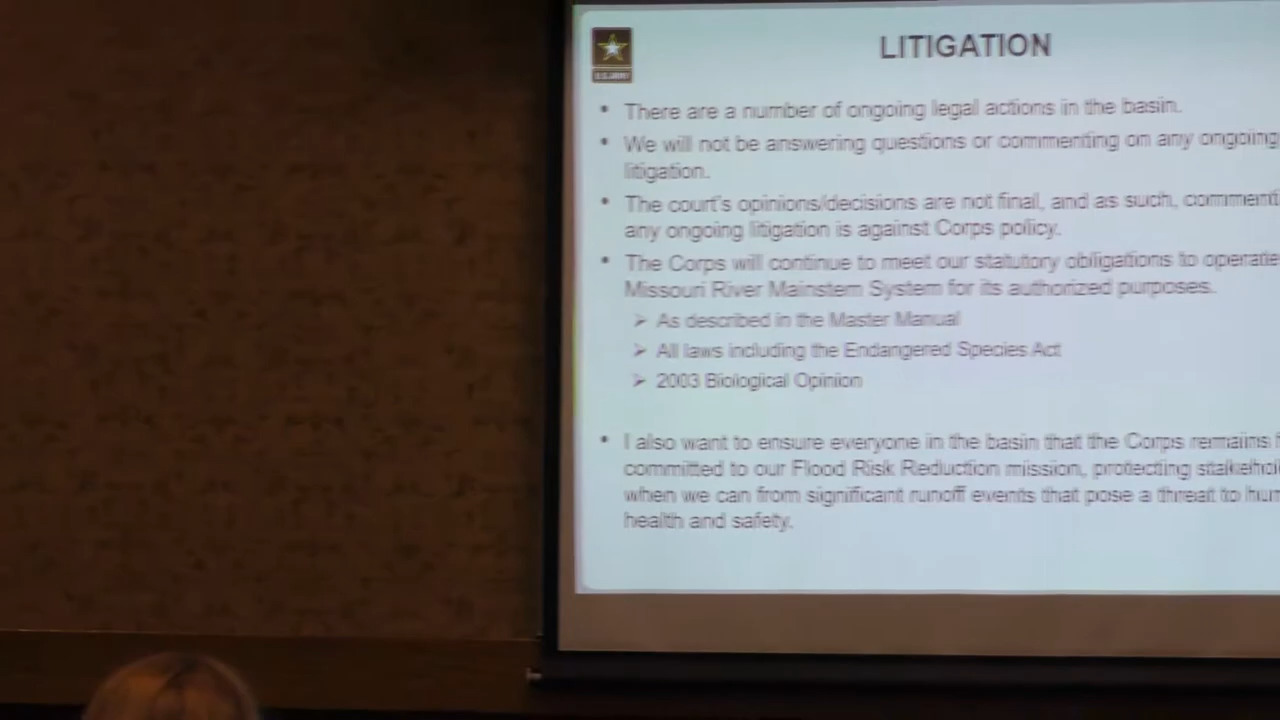 U.S. ARMY
LITIGATION
• There are a number of ongoing legal actions in the basin.
• We will not be answering questions or commenting on any ongoing
litigation.
• The court's opinions/decisions are not final, and as such,
any ongoing litigation is against Corps policy.
• The Corps will continue to meet our statutory obligations to operate
Missouri River Mainstem System for its authorized purposes.
➢ As described in the Master Manual
➢ All laws including the Endangered Species Act
➢ 2003 Biological Opinion
• I also want to ensure everyone in the basin that the Corps remains
committed to our Flood Risk Reduction mission, protecting
when we can from significant runoff events that pose a threat to
health and safety.